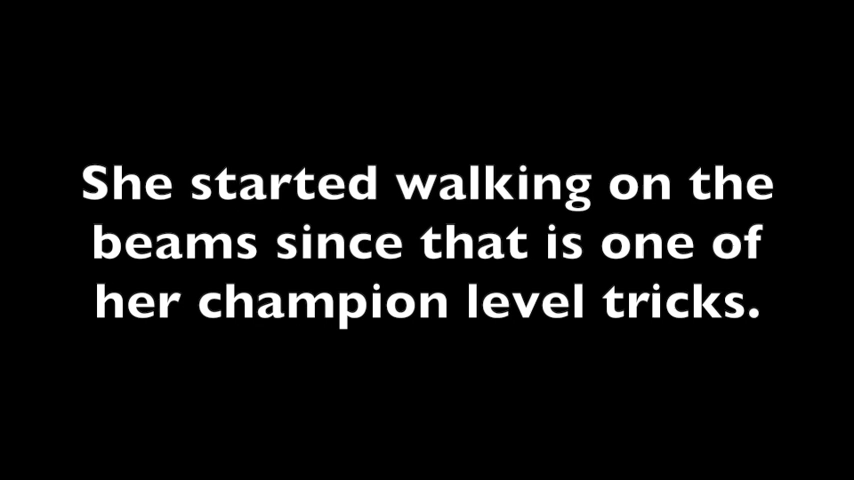 She started walking on the
beams since that is one of
her champion level tricks.